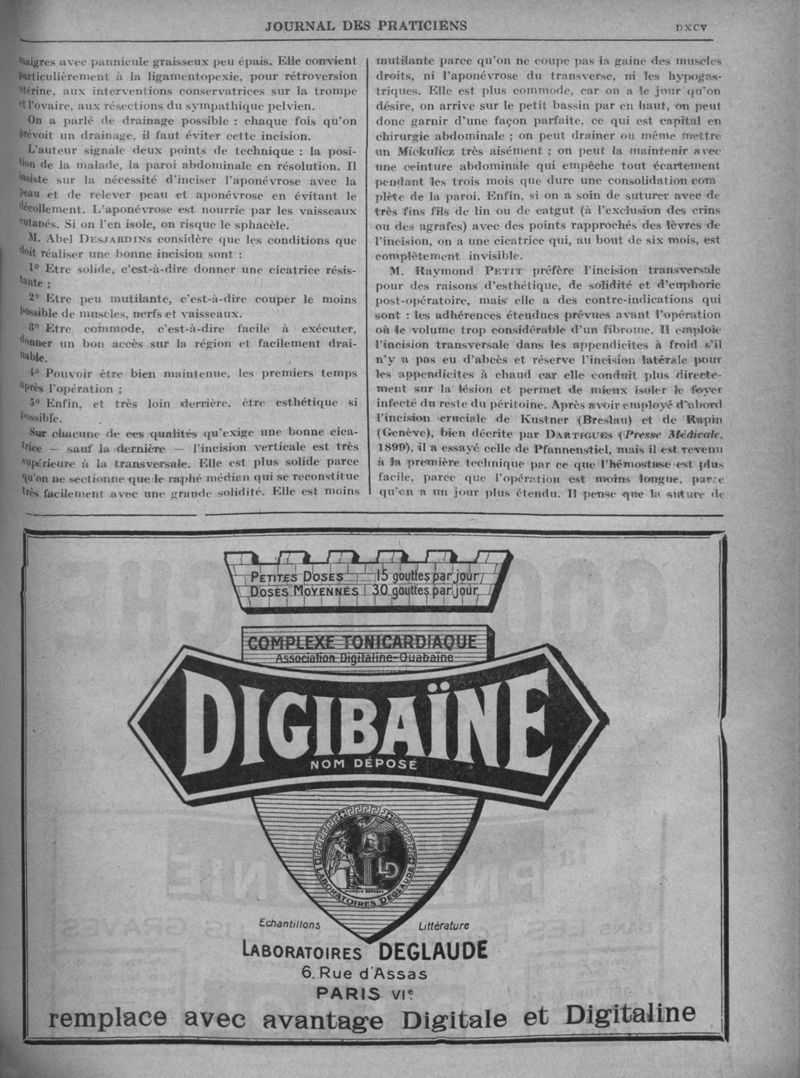 JOURNAL DES PRATICIENS
DXCV
maigres avec pannicule graisseux peu épais. Elle convient
particulièrement à la ligamentopexie, pour rétroversion
utérine, aux interventions conservatrices sur la trompe
et l'ovaire, aux résections du sympathique pelvien.
On a parlé de drainage possible : chaque fois qu'on
prévoit un drainage, il faut éviter cette incision.
L'auteur signale deux points de technique : la posi-
tion de la malade, la paroi abdominale en résolution. Il
insiste sur la nécessité d'inciser l'aponévrose avec la
peau et de relever peau et aponévrose en évitant le
décollement. L'aponévrose est nourrie par les vaisseaux
cutanés. Si on l'en isole, on risque le sphacèle.
M. Abel DESJARDINS considère que les conditions que
doit réaliser une bonne incision sont :
1º Etre solide, c'est-à-dire donner une cicatrice résis-
tante ;
2º Etre peu mutilante, c'est-à-dire couper le moins
possible de muscles, nerfs et vaisseaux.
3º Etre commode, c'est-à-dire facile à exécuter,
donner un bon accès sur la région et facilement drai-
nable.
4º Pouvoir être bien maintenue, les premiers temps
après l'opération ;
5º Enfin, et très loin derrière, être esthétique si
possible.
Sur chacune de ces qualités qu'exige une bonne cica-
trice — sauf la dernière — l'incision verticale est très
supérieure à la transversale. Elle est plus solide parce
qu'on ne sectionne que le raphé médien qui se reconstitue
très facilement avec une grande solidité. Elle est moins
mutilante parce qu'on ne coupe pas la gaine des muscles
droits, ni l'aponévrose du transverse, ni les hypogas-
triques. Elle est plus commode, car on a le jour qu'on
désire, on arrive sur le petit bassin par en haut, on peut
donc garnir d'une façon parfaite, ce qui est capital en
chirurgie abdominale ; on peut drainer ou même mettre
un Mickulicz très aisément ; on peut la maintenir avec
une ceinture abdominale qui empêche tout écartement
pendant les trois mois que dure une consolidation com
plète de la paroi. Enfin, si on a soin de suturer avec de
très fins fils de lin ou de catgut (à l'exclusion des crins
ou des agrafes) avec des points rapprochés des lèvres de
l'incision, on a une cicatrice qui, au bout de six mois, est
complètement invisible.
M. Raymond PETIT préfère l'incision transversale
pour des raisons d'esthétique, de solidité et d'euphorie
post-opératoire, mais elle a des contre-indications qui
sont : les adhérences étendues prévues avant l'opération
où le volume trop considérable d'un fibrome. Il emploie
l'incision transversale dans les appendicites à froid s'il
n'y a pas eu d'abcès et réserve l'incision latérale pour
les appendicites à chaud car elle conduit plus directe-
ment sur la lésion et permet de mieux isoler le foyer
infecté du reste du péritoine. Après avoir employé d'abord
l'incision cruciale de Kustner (Breslau) et de Rapin
(Genève), bien décrite par DARTIGUES (Presse Médicale,
1899), il a essayé celle de Pfannenstiel, mais il est revenu
à la première technique par ce que l'hémostase est plus
facile, parce que l'opération est moins longue, parce
qu'on a un jour plus étendu. Il pense que la suture de
PETITES DOSES 15 gouttes par jour
DOSES MOYENNES 30 gouttes par jour
COMPLEXE TONICARDIAQUE
Association Digitaline-Ouabaïne
DIGIBAÏNE
NOM DÉPOSÉ
LABORATOIRES DEGLAUDE
LD
Echantillons
Littérature
LABORATOIRES DEGLAUDE
6, Rue d'Assas
PARIS VIe
remplace avec avantage Digitale et Digitaline